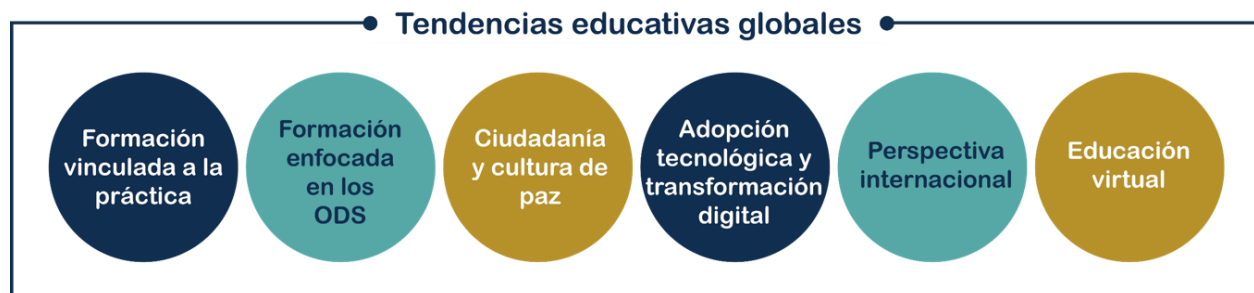 Tendencias educativas globales
Formación
vinculada a la
práctica
Formación
enfocada
en los
ODS
Ciudadanía
y cultura de
paz
Adopción
tecnológica y
transformación
digital
Perspectiva
internacional
Educación
virtual